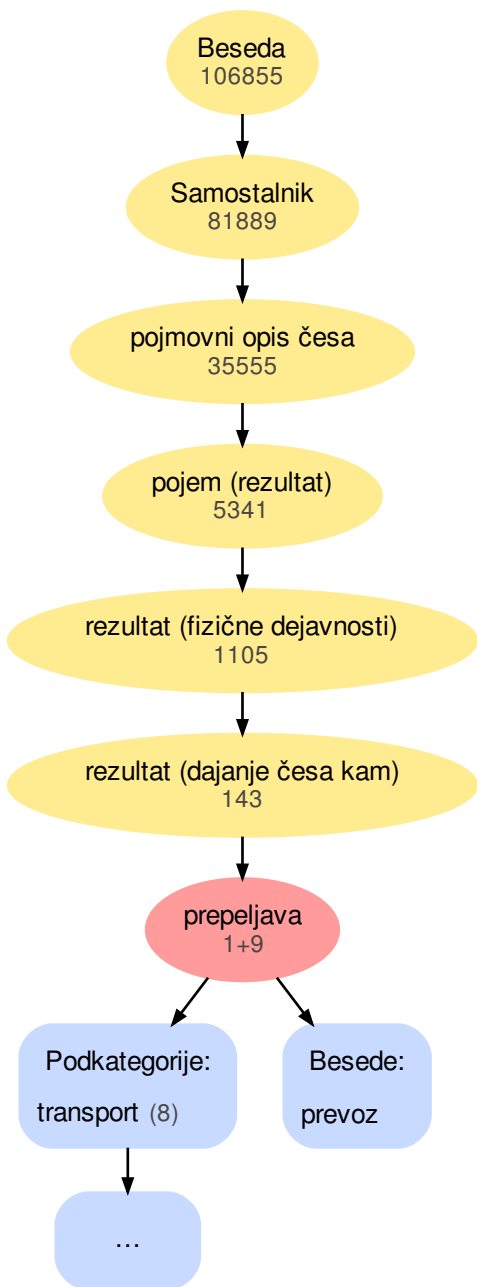 Beseda
106855
Samostalnik
81889
pojmovni opis česa
35555
pojem (rezultat)
5341
rezultat (fizične dejavnosti)
1105
rezultat (dajanje česa kam)
143
prepeljava
1+9
Podkategorije:
transport (8)
Besede:
prevoz
...